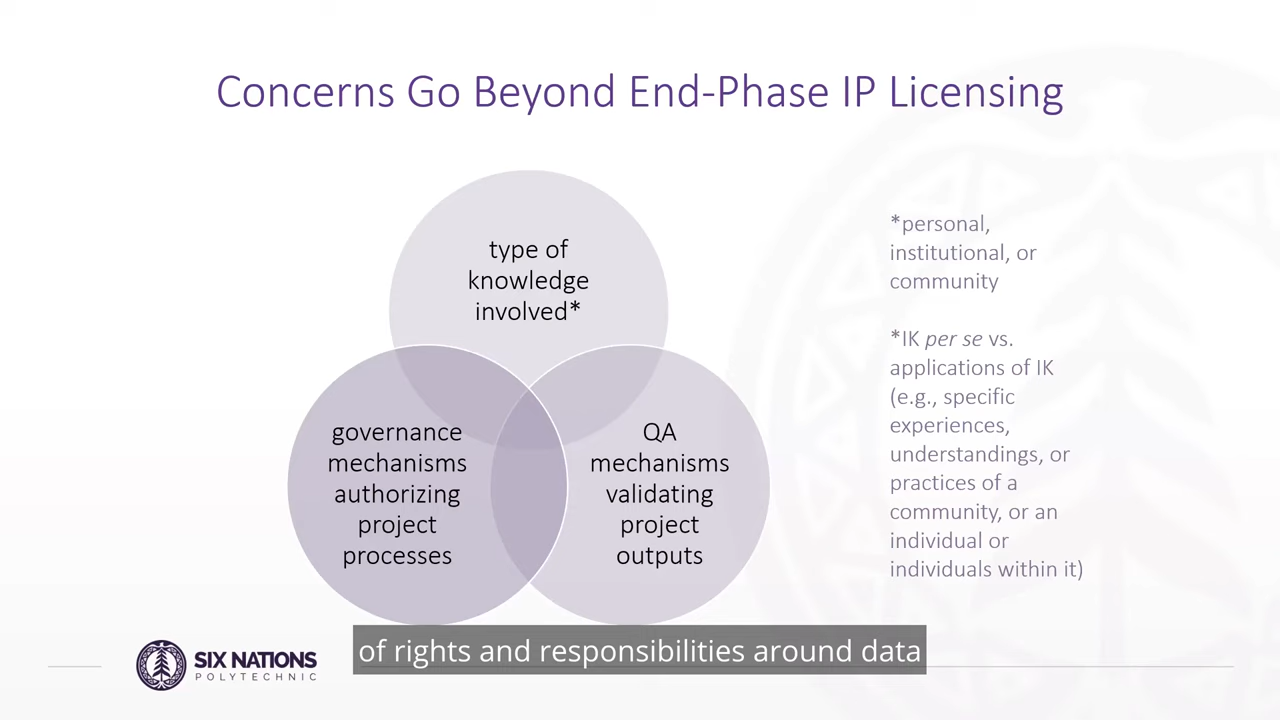 Concerns Go Beyond End-Phase IP Licensing
type of
knowledge
involved*
governance
mechanisms
authorizing
project
processes
QA
mechanisms
validating
project
outputs
*personal,
institutional, or
community
*IK per se vs.
applications of IK
(e.g., specific
experiences,
understandings, or
practices of a
community, or an
individual or
individuals within it)
SIX NATIONS
POLYTECHNIC
of rights and responsibilities around data